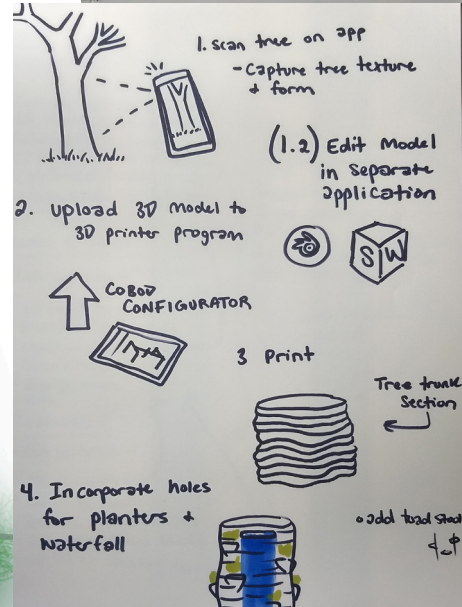 1. scan tree on app
- Capture tree texture
& form
(1.2) Edit Model
in separate
application
S W
2. upload 3D model to
3D printer program
COBOD
CONFIGURATOR
3 Print
Tree trunk
Section
4. Incorporate holes
for planters &
waterfall
add toad